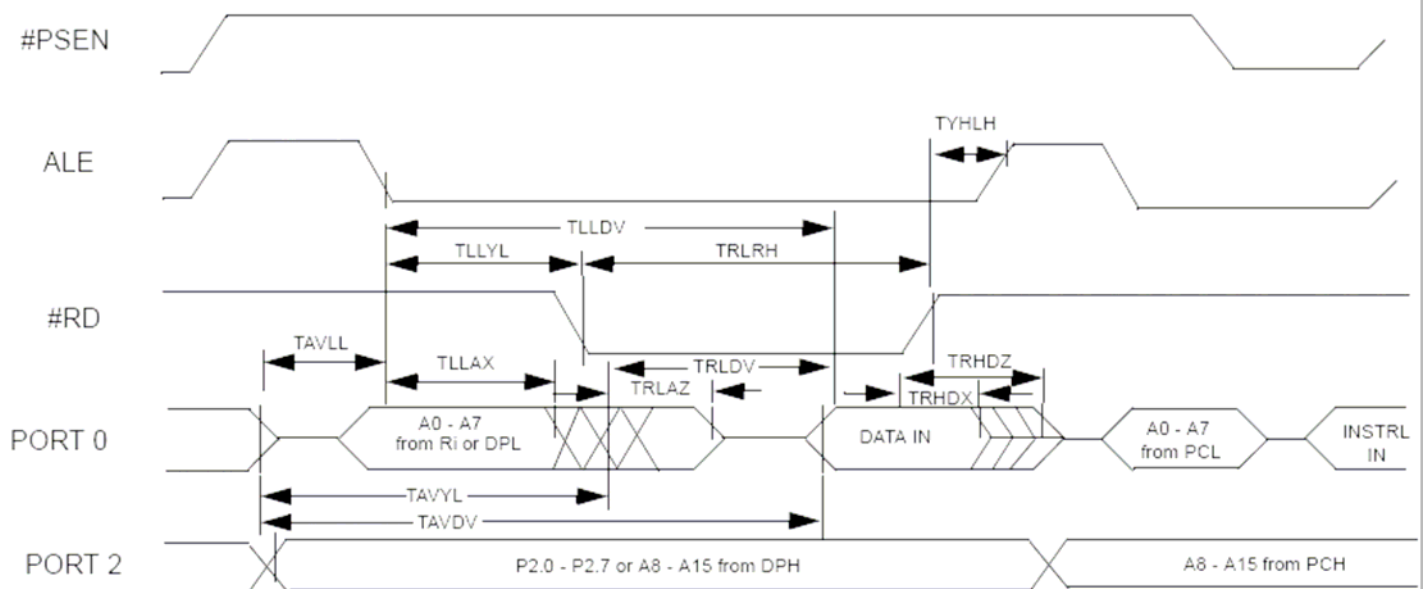 #PSEN
TYHLH
ALE
TLLDV
TLLYL
TRLRH
#RD
TAVLL
TLLAX
TRLDV
TRHDZ
TRLAZ
TRHDX
PORT 0
A0 - A7
from Ri or DPL
DATA IN
A0 - A7
from PCL
INSTRL
IN
TAVYL
TAVDV
PORT 2
P2.0 - P2.7 or A8 - A15 from DPH
A8 - A15 from PCH